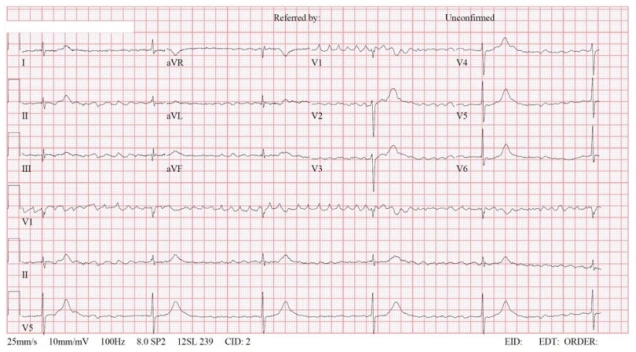 Referred by: Unconfirmed
I aVR V1 V4
II aVL V2 V5
III aVF V3 V6
V1
II
V5
25mm/s 10mm/mV 100Hz 8.0 SP2 12SL 239 CID: 2 EID: EDT: ORDER: